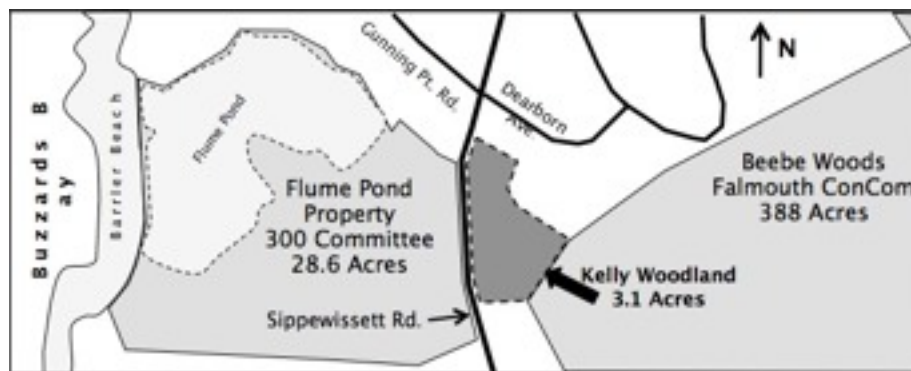 Buzzards B
ay
Barrier Beach
Flume Pond
Gunning Pt. Rd.
Dearborn
Ave.
N
Flume Pond
Property
300 Committee
28.6 Acres
Beebe Woods
Falmouth ConCom
388 Acres
Kelly Woodland
3.1 Acres
Sippewissett Rd.